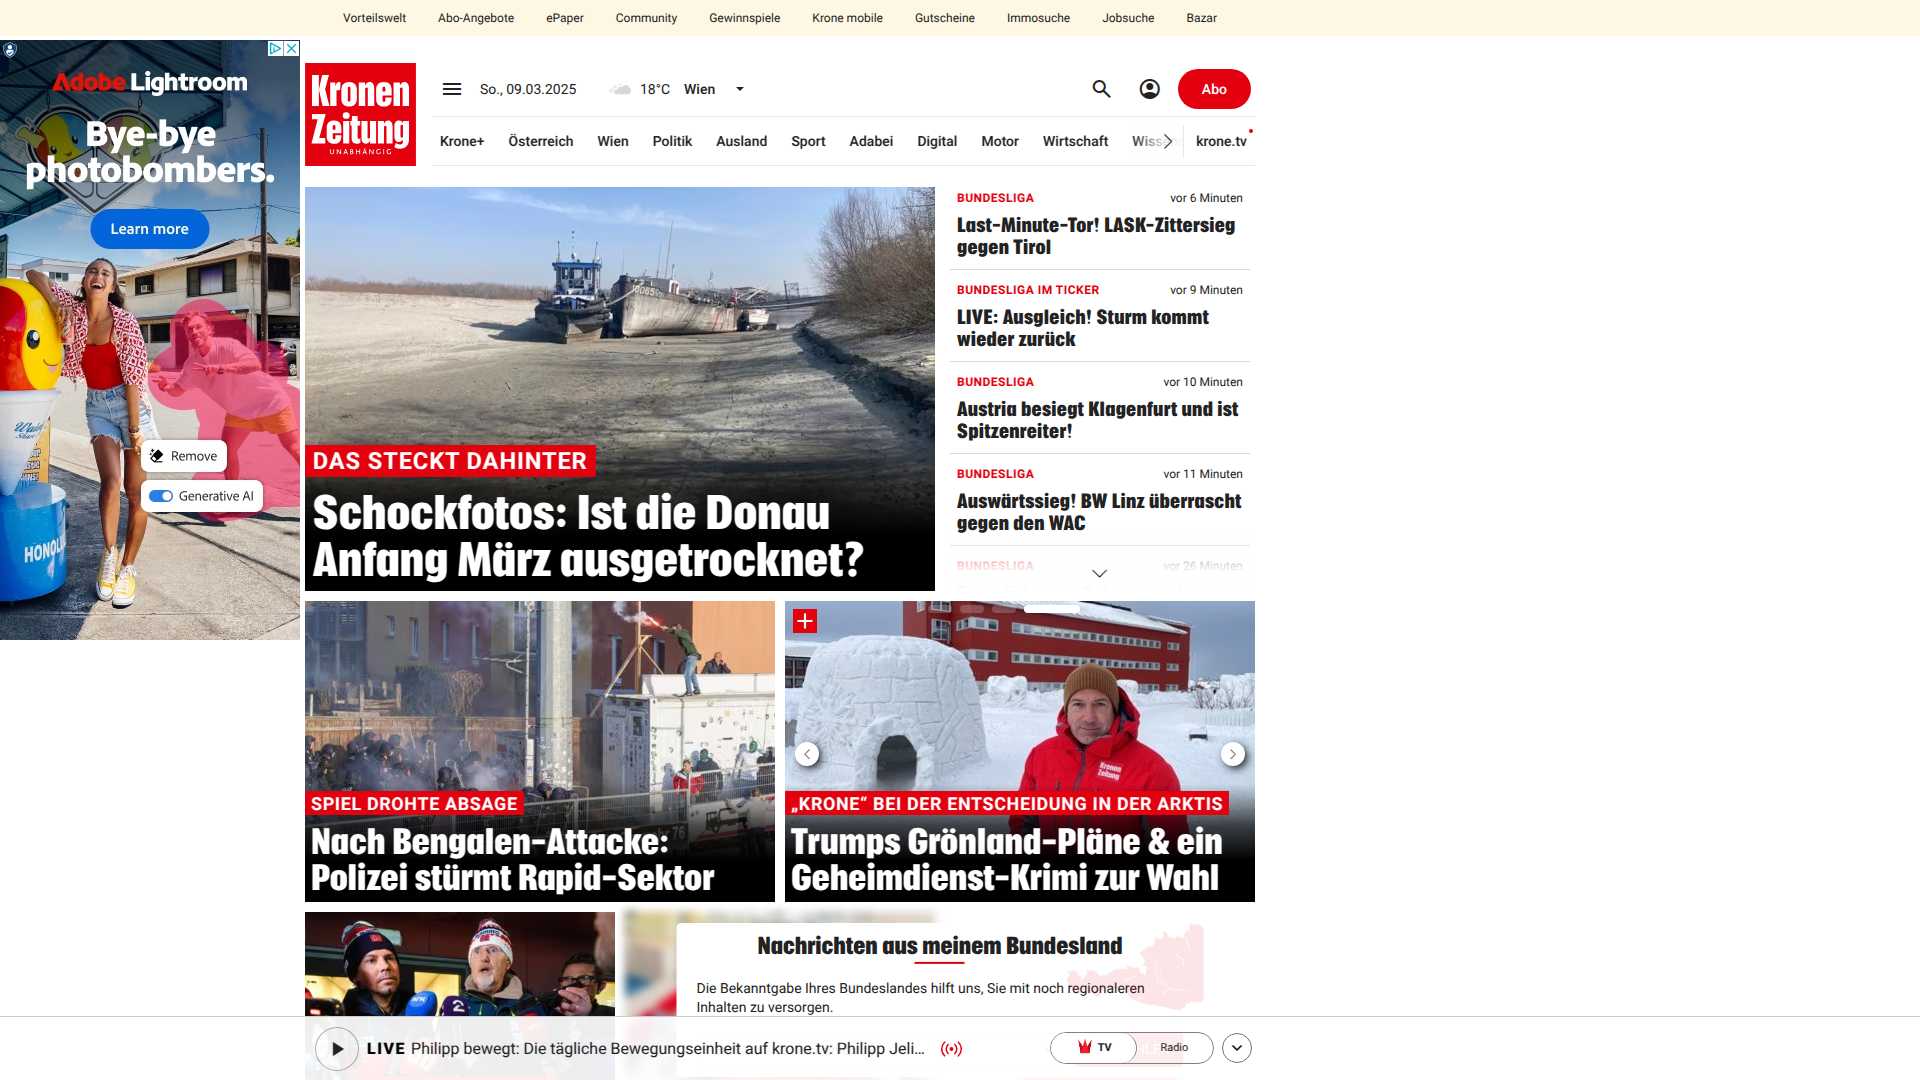 Vorteilswelt Abo-Angebote ePaper Community Gewinnspiele Krone mobile Gutscheine Immosuche Jobsuche Bazar
Adobe Lightroom
Bye-bye
photobombers.
Learn more
Remove
Generative AI
HONOL
Kronen
Zeitung
UNABHÄNGIG
So., 09.03.2025 18°C Wien
Abo
Krone+ Österreich Wien Politik Ausland Sport Adabei Digital Motor Wirtschaft Wiss krone.tv
10065
DAS STECKT DAHINTER
Schockfotos: Ist die Donau
Anfang März ausgetrocknet?
BUNDESLIGA vor 6 Minuten
Last-Minute-Tor! LASK-Zittersieg
gegen Tirol
BUNDESLIGA IM TICKER vor 9 Minuten
LIVE: Ausgleich! Sturm kommt
wieder zurück
BUNDESLIGA vor 10 Minuten
Austria besiegt Klagenfurt und ist
Spitzenreiter!
BUNDESLIGA vor 11 Minuten
Auswärtssieg! BW Linz überrascht
gegen den WAC
BUNDESLIGA vor 26 Minuten
SPIEL DROHTE ABSAGE
Nach Bengalen-Attacke:
Polizei stürmt Rapid-Sektor
Kronen
Zeitung
„KRONE“ BEI DER ENTSCHEIDUNG IN DER ARKTIS
Trumps Grönland-Pläne & ein
Geheimdienst-Krimi zur Wahl
2
Nachrichten aus meinem Bundesland
Die Bekanntgabe Ihres Bundeslandes hilft uns, Sie mit noch regionaleren
Inhalten zu versorgen.
LIVE Philipp bewegt: Die tägliche Bewegungseinheit auf krone.tv: Philipp Jeli...
TV Radio